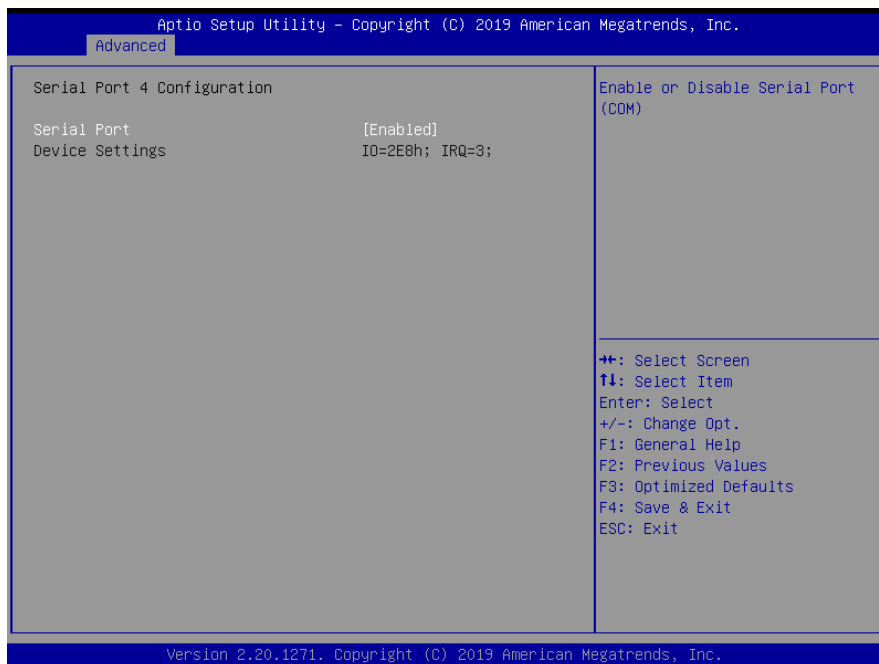 Aptio Setup Utility – Copyright (C) 2019 American Megatrends, Inc.
Advanced
Serial Port 4 Configuration
Serial Port [Enabled]
Device Settings IO=2E8h; IRQ=3;
Enable or Disable Serial Port
(COM)
→←: Select Screen
↑↓: Select Item
Enter: Select
+/-: Change Opt.
F1: General Help
F2: Previous Values
F3: Optimized Defaults
F4: Save & Exit
ESC: Exit
Version 2.20.1271. Copyright (C) 2019 American Megatrends, Inc.